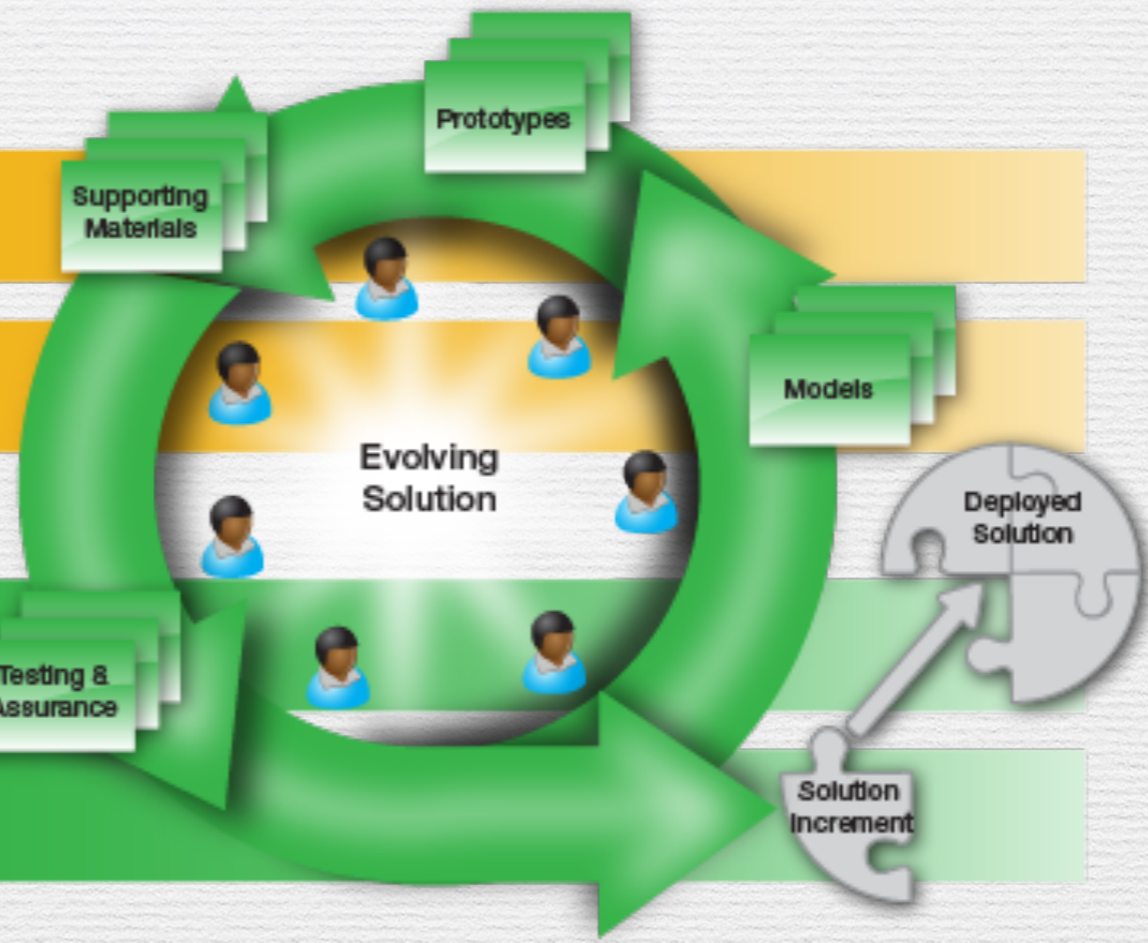 Prototypes
Supporting
Materials
Models
Evolving
Solution
Deployed
Solution
Testing &
Assurance
Solution
Increment